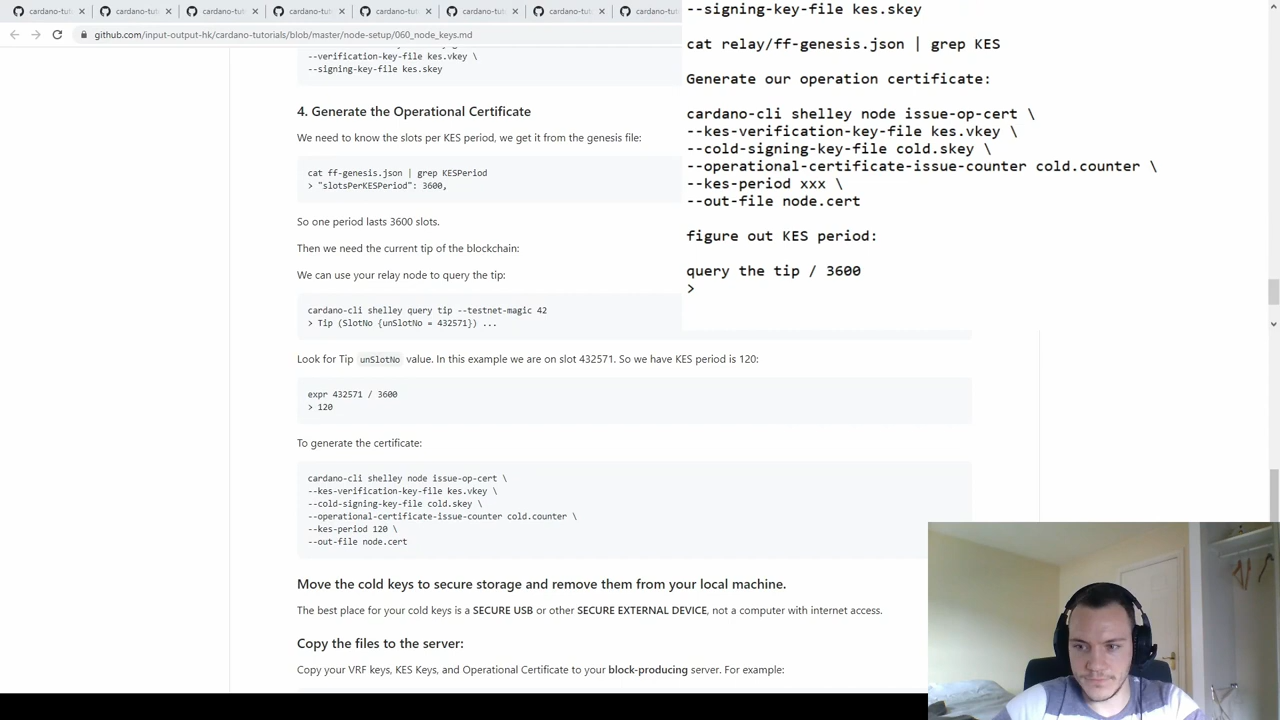 cardano-tut
cardano-tut
cardano-tut
cardano-tut
cardano-tut
cardano-tut
cardano-tut
github.com/input-output-hk/cardano-tutorials/blob/master/node-setup/060_node_keys.md
--verification-key-file kes.vkey \
--signing-key-file kes.skey
4. Generate the Operational Certificate
We need to know the slots per KES period, we get it from the genesis file:
cat ff-genesis.json | grep KESPeriod
> "slotsPerKESPeriod": 3600,
So one period lasts 3600 slots.
Then we need the current tip of the blockchain:
We can use your relay node to query the tip:
cardano-cli shelley query tip --testnet-magic 42
> Tip (SlotNo {unSlotNo = 432571}) ...
Look for Tip unSlotNo value. In this example we are on slot 432571. So we have KES period is 120:
expr 432571 / 3600
> 120
To generate the certificate:
cardano-cli shelley node issue-op-cert \
--kes-verification-key-file kes.vkey \
--cold-signing-key-file cold.skey \
--operational-certificate-issue-counter cold.counter \
--kes-period 120 \
--out-file node.cert
Move the cold keys to secure storage and remove them from your local machine.
The best place for your cold keys is a SECURE USB or other SECURE EXTERNAL DEVICE, not a computer with internet access.
Copy the files to the server:
Copy your VRF keys, KES Keys, and Operational Certificate to your block-producing server. For example:
--signing-key-file kes.skey
cat relay/ff-genesis.json | grep KES
Generate our operation certificate:
cardano-cli shelley node issue-op-cert \
--kes-verification-key-file kes.vkey \
--cold-signing-key-file cold.skey \
--operational-certificate-issue-counter cold.counter \
--kes-period xxx \
--out-file node.cert
figure out KES period:
query the tip / 3600
>